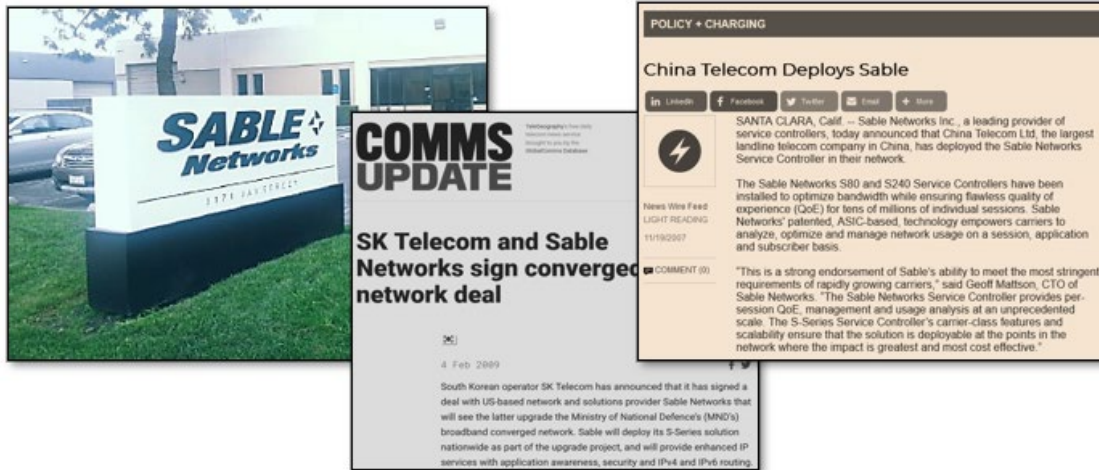 SABLE
Networks
COMMS
UPDATE
TeleGeography's free daily
telecom news service
brought to you by the
GlobalComms Database
SK Telecom and Sable
Networks sign converged
network deal
4 Feb 2009
South Korean operator SK Telecom has announced that it has signed a
deal with US-based network and solutions provider Sable Networks that
will see the latter upgrade the Ministry of National Defence's (MND's)
broadband converged network. Sable will deploy its S-Series solution
nationwide as part of the upgrade project, and will provide enhanced IP
services with application awareness, security and IPv4 and IPv6 routing.
POLICY + CHARGING
China Telecom Deploys Sable
LinkedIn
Facebook
Twitter
Email
+ More
News Wire Feed
LIGHT READING
11/19/2007
COMMENT (0)
SANTA CLARA, Calif. -- Sable Networks Inc., a leading provider of
service controllers, today announced that China Telecom Ltd, the largest
landline telecom company in China, has deployed the Sable Networks
Service Controller in their network.
The Sable Networks S80 and S240 Service Controllers have been
installed to optimize bandwidth while ensuring flawless quality of
experience (QoE) for tens of millions of individual sessions. Sable
Networks' patented, ASIC-based, technology empowers carriers to
analyze, optimize and manage network usage on a session, application
and subscriber basis.
"This is a strong endorsement of Sable's ability to meet the most stringent
requirements of rapidly growing carriers," said Geoff Mattson, CTO of
Sable Networks. "The Sable Networks Service Controller provides per-
session QoE, management and usage analysis at an unprecedented
scale. The S-Series Service Controller's carrier-class features and
scalability ensure that the solution is deployable at the points in the
network where the impact is greatest and most cost effective."